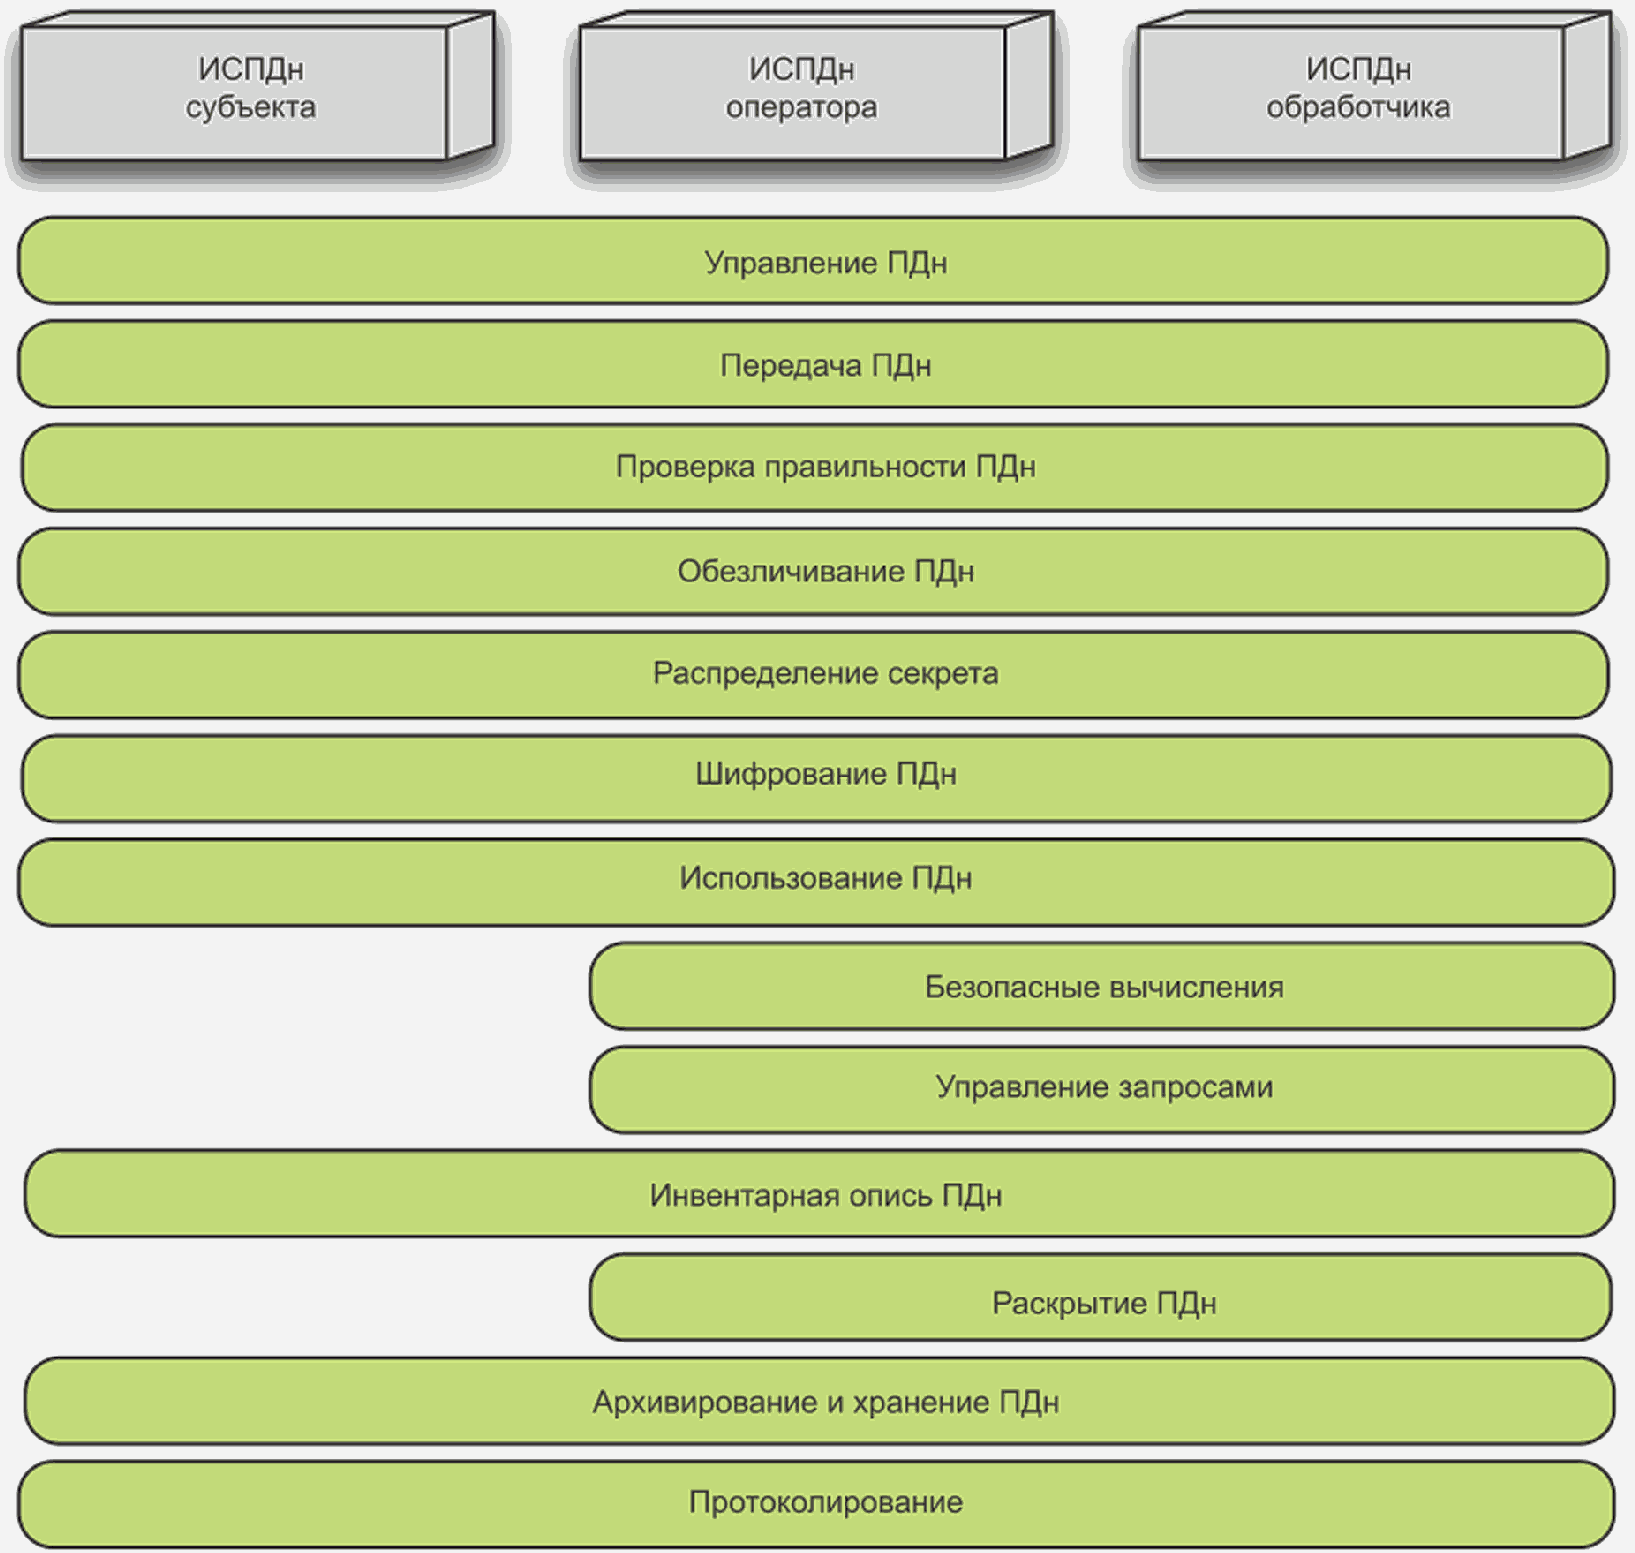 ИСПДн
субъекта
ИСПДн
оператора
ИСПДн
обработчика
Управление ПДн
Передача ПДн
Проверка правильности ПДн
Обезличивание ПДн
Распределение секрета
Шифрование ПДн
Использование ПДн
Безопасные вычисления
Управление запросами
Инвентарная опись ПДн
Раскрытие ПДн
Архивирование и хранение ПДн
Протоколирование